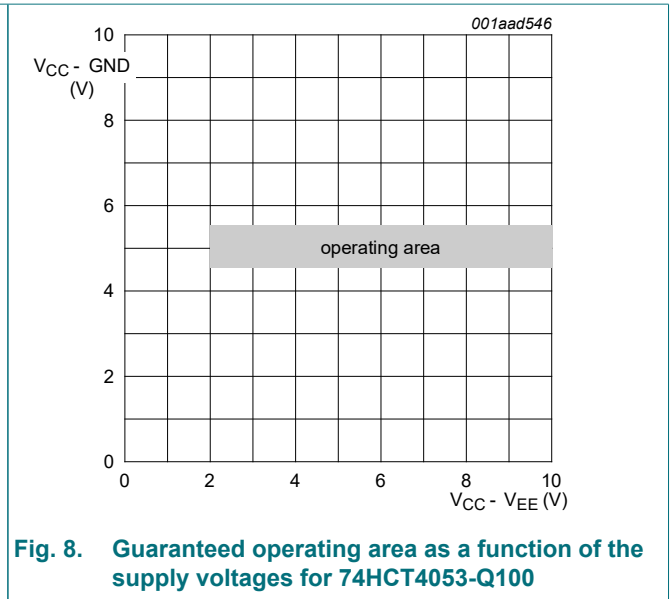 001aad546
10
VCC - GND
(V)
8
6
operating area
4
2
0
0 2 4 6 8 10
VCC - VEE (V)
Fig. 8. Guaranteed operating area as a function of the
supply voltages for 74HCT4053-Q100